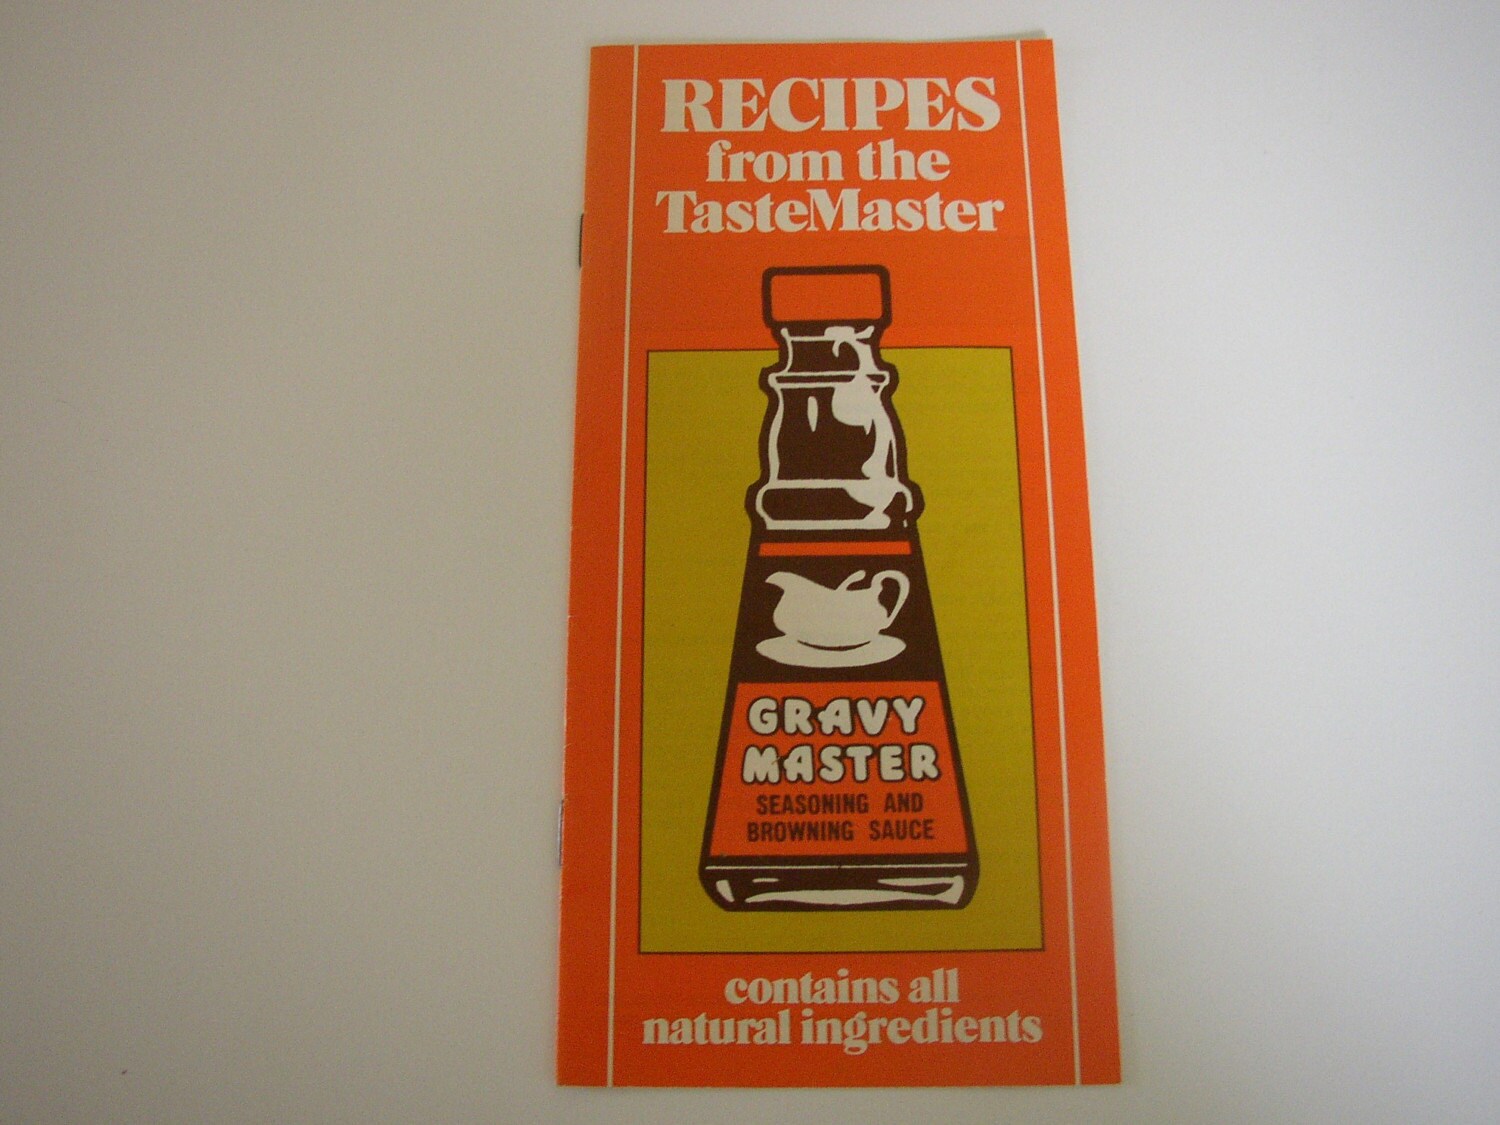 RECIPES
from the
TasteMaster
GRAVY
MASTER
SEASONING AND
BROWNING SAUCE
contains all
natural ingredients